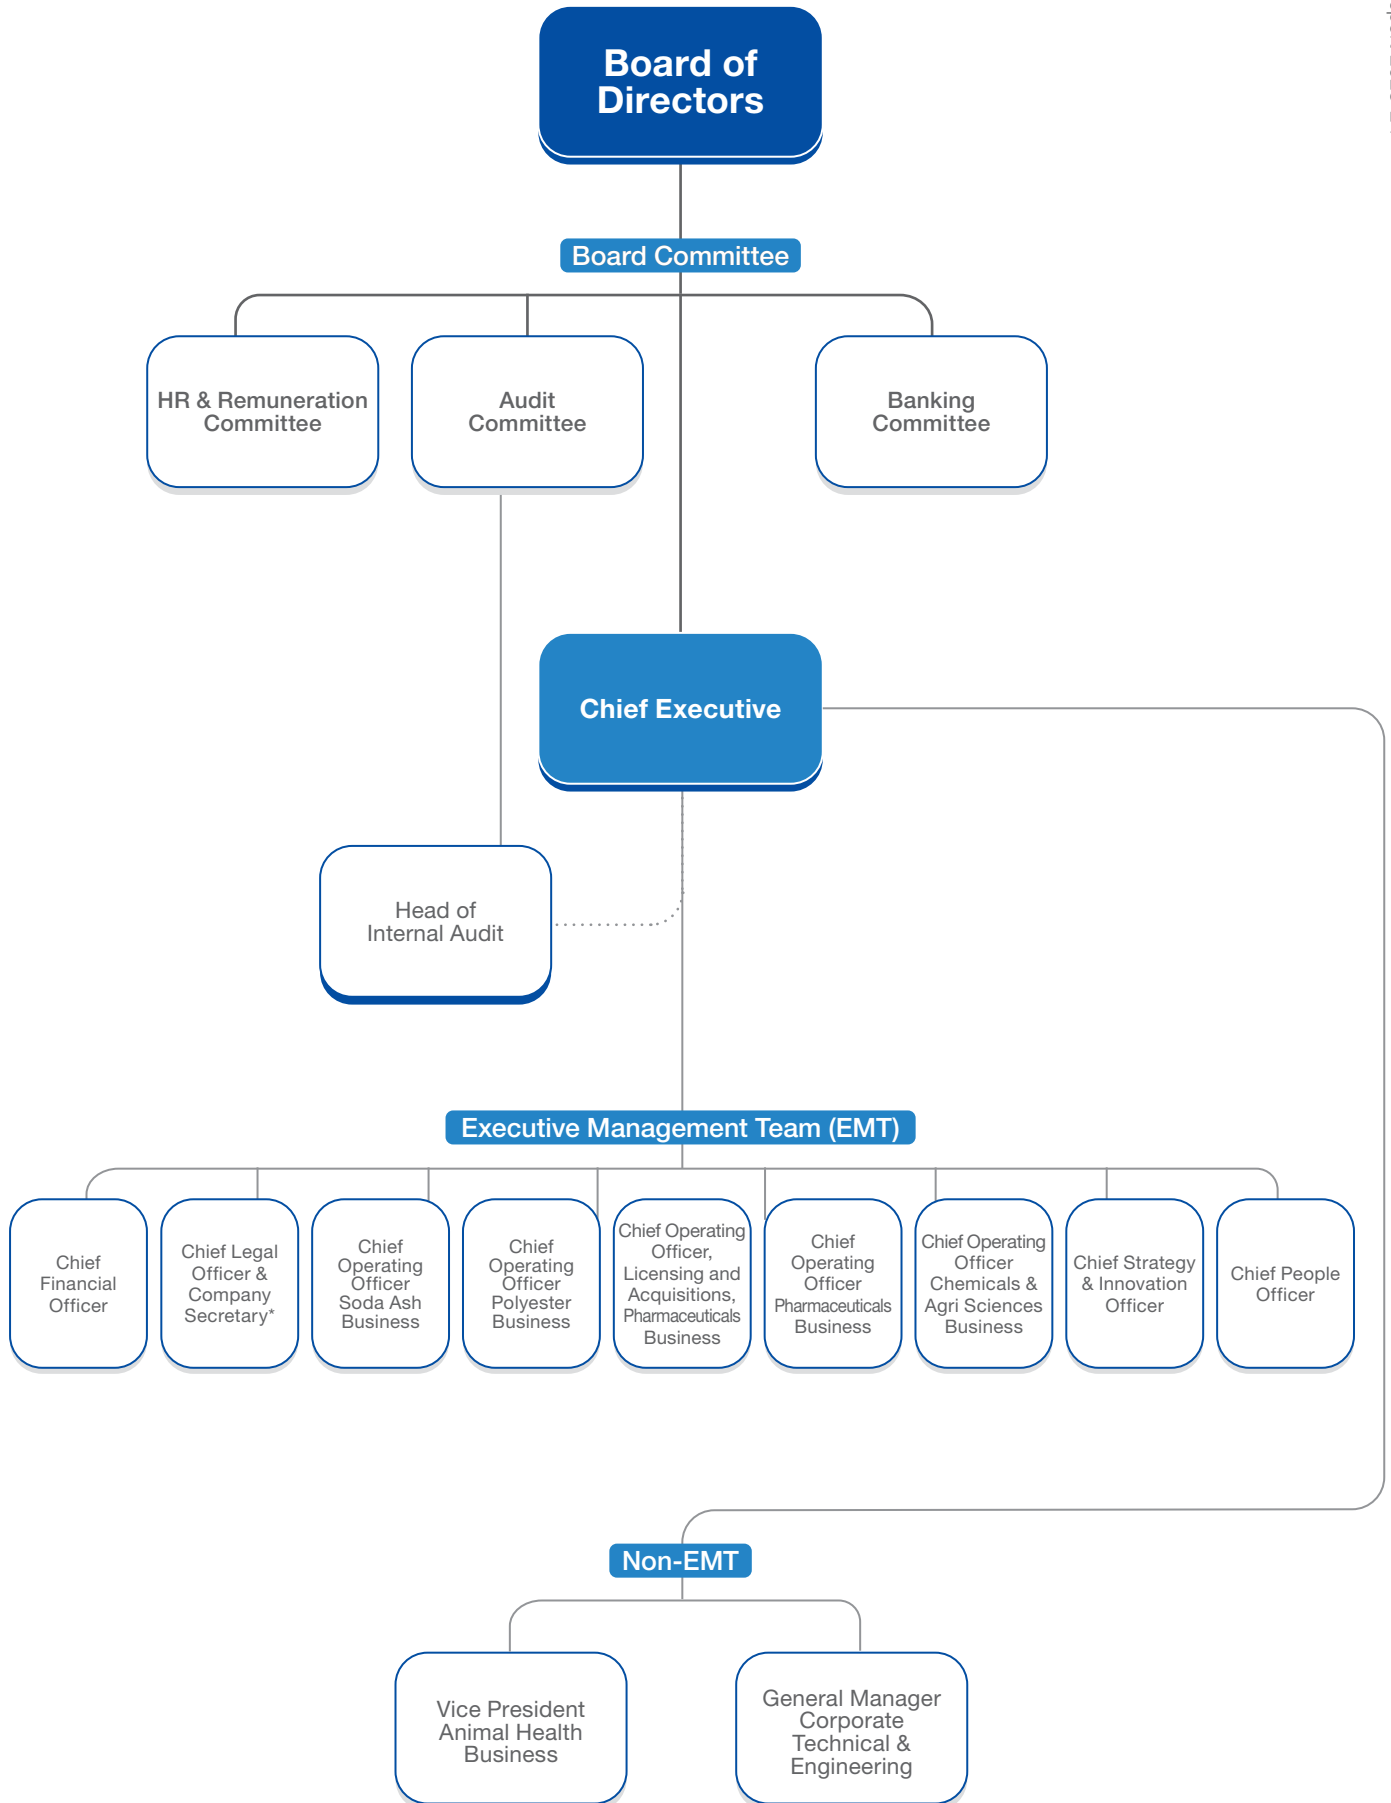 Board of
Directors
Board Committee
HR & Remuneration
Committee
Audit
Committee
Banking
Committee
Chief Executive
Head of
Internal Audit
Executive Management Team (EMT)
Chief
Financial
Officer
Chief Legal
Officer &
Company
Secretary*
Chief
Operating
Officer
Soda Ash
Business
Chief
Operating
Officer
Polyester
Business
Chief Operating
Officer,
Licensing and
Acquisitions,
Pharmaceuticals
Business
Chief
Operating
Officer
Pharmaceuticals
Business
Chief Operating
Officer
Chemicals &
Agri Sciences
Business
Chief Strategy
& Innovation
Officer
Chief People
Officer
Non-EMT
Vice President
Animal Health
Business
General Manager
Corporate
Technical &
Engineering